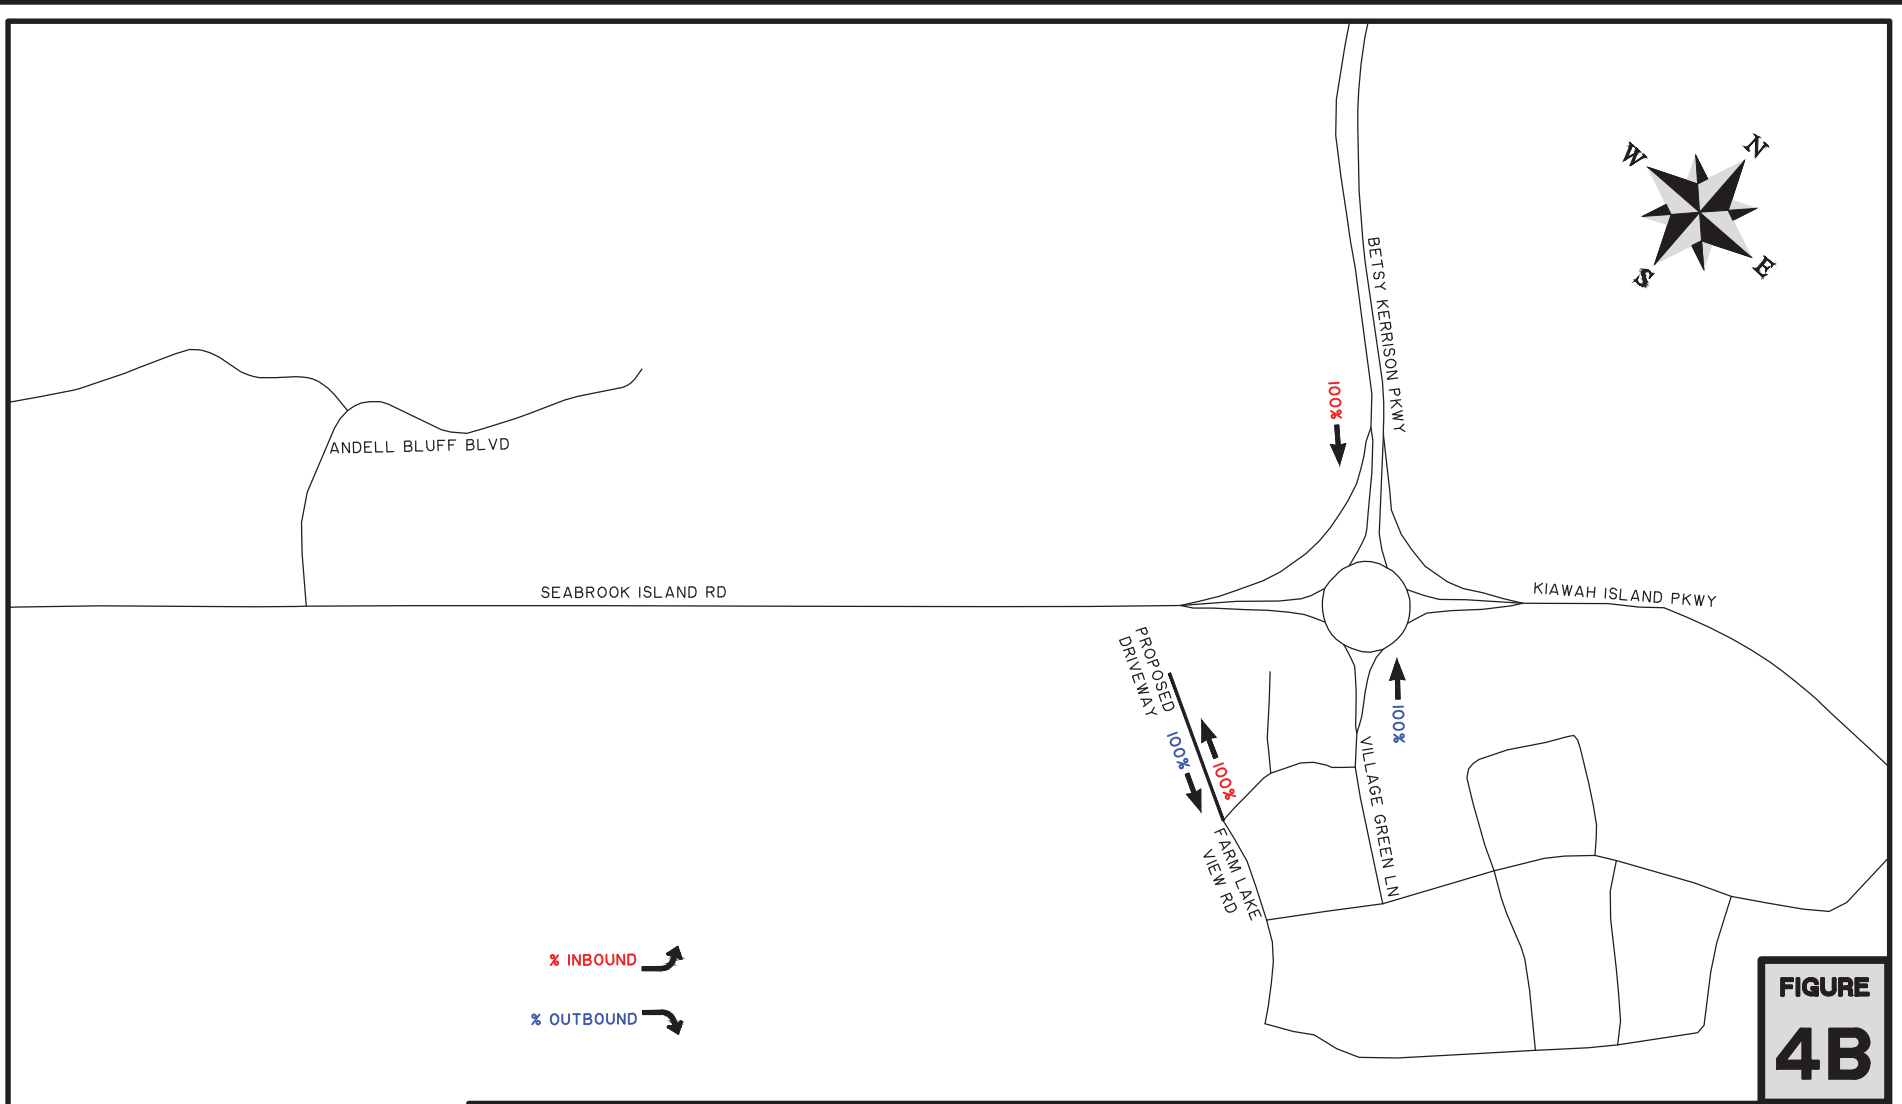 W
N
S
E
BETSY KERRISON PKWY
100%
ANDELL BLUFF BLVD
SEABROOK ISLAND RD
KIAWAH ISLAND PKWY
PROPOSED
DRIVEWAY
100%
100%
100%
VILLAGE GREEN LN
FARM LAKE
VIEW RD
% INBOUND
% OUTBOUND
FIGURE
4B